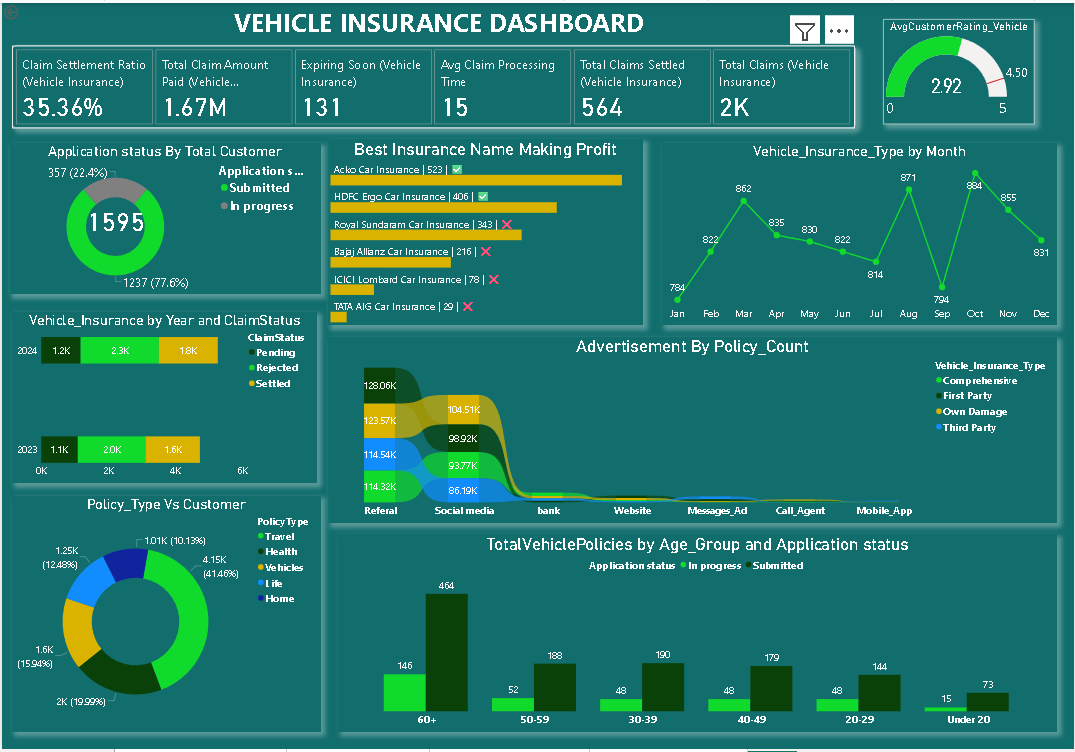 VEHICLE INSURANCE DASHBOARD
AvgCustomerRating_Vehicle
2.92
4.50
0
5
Claim Settlement Ratio
(Vehicle Insurance)
35.36%
Total Claim Amount
Paid (Vehicle...
1.67M
Expiring Soon (Vehicle
Insurance)
131
Avg Claim Processing
Time
15
Total Claims Settled
(Vehicle Insurance)
564
Total Claims (Vehicle
Insurance)
2K
Application status By Total Customer
357 (22.4%)
1595
1237 (77.6%)
Application s...
Submitted
In progress
Best Insurance Name Making Profit
Acko Car Insurance | 523 | ✅
HDFC Ergo Car Insurance | 406 | ✅
Royal Sundaram Car Insurance | 343 | ❌
Bajaj Allianz Car Insurance | 216 | ❌
ICICI Lombard Car Insurance | 78 | ❌
TATA AIG Car Insurance | 29 | ❌
Vehicle_Insurance_Type by Month
784
822
862
835
830
822
814
871
794
884
855
831
Jan Feb Mar Apr May Jun Jul Aug Sep Oct Nov Dec
Vehicle_Insurance by Year and ClaimStatus
2024
1.2K 2.3K 1.8K
2023
1.1K 2.0K 1.6K
0K 2K 4K 6K
ClaimStatus
Pending
Rejected
Settled
Advertisement By Policy_Count
128.06K
123.57K
114.54K
114.32K
104.51K
98.92K
93.77K
86.19K
Referal Social media bank Website Messages_Ad Call_Agent Mobile_App
Vehicle_Insurance_Type
Comprehensive
First Party
Own Damage
Third Party
Policy_Type Vs Customer
1.01K (10.13%)
4.15K
(41.46%)
1.25K
(12.48%)
1.6K
(15.94%)
2K (19.99%)
PolicyType
Travel
Health
Vehicles
Life
Home
TotalVehiclePolicies by Age_Group and Application status
Application status In progress Submitted
146 464
52 188
48 190
48 179
48 144
15 73
60+ 50-59 30-39 40-49 20-29 Under 20